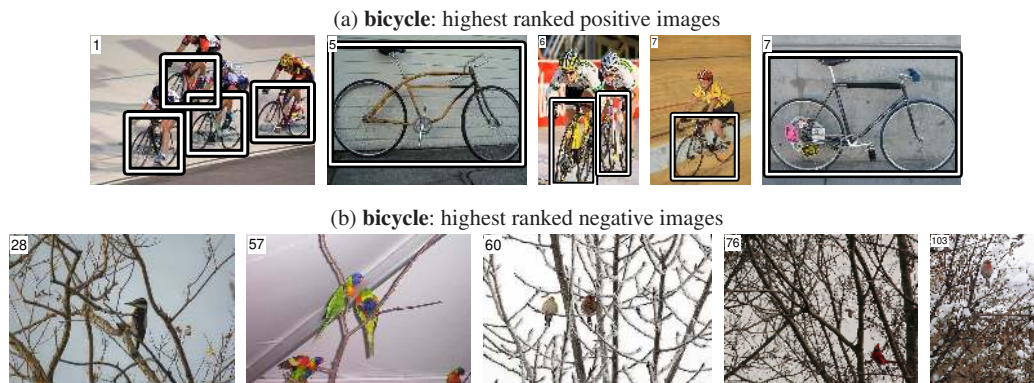 (a) bicycle: highest ranked positive images
1 5 6 7 7
(b) bicycle: highest ranked negative images
28 57 60 76 103